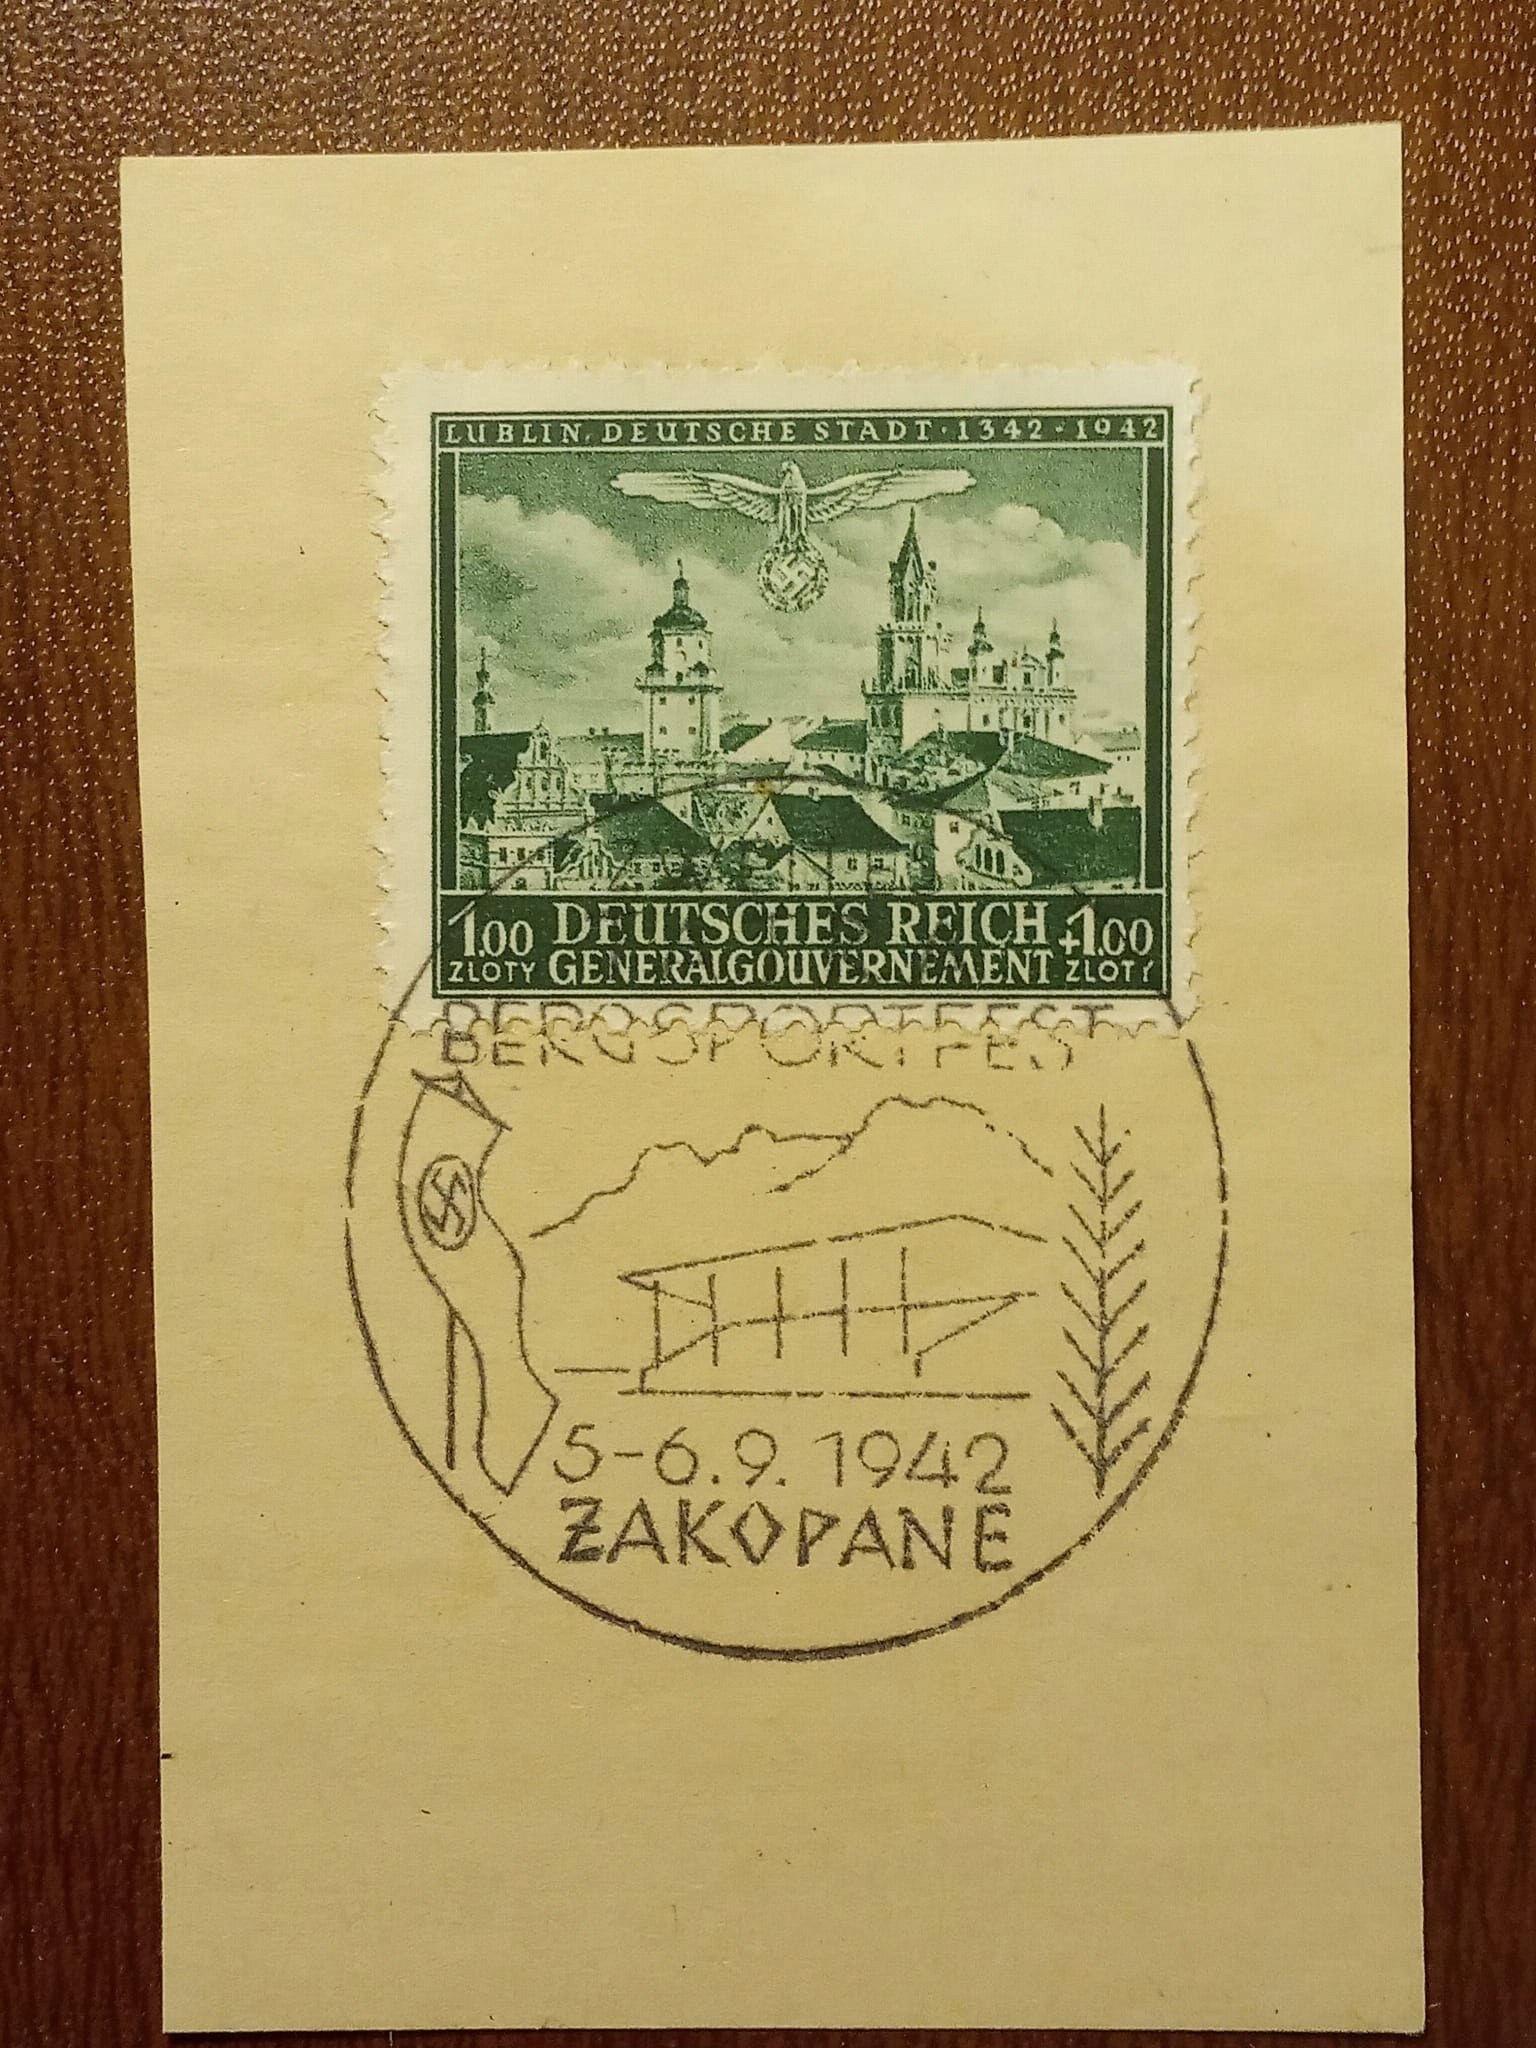 LUBLIN, DEUTSCHE STADT · 1342 - 1942
1.00 ZLOTY DEUTSCHES REICH GENERALGOUVERNEMENT +1.00 ZLOTY
BERGSPORTFEST
5-6.9.1942
ZAKOPANE